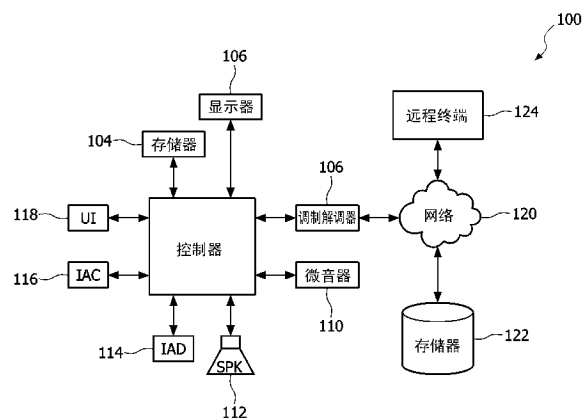 100
106
显示器
104
存储器
远程终端
124
106
118
UI
控制器
调制解调器
网络
120
116
IAC
微音器
110
114
IAD
SPK
112
存储器
122